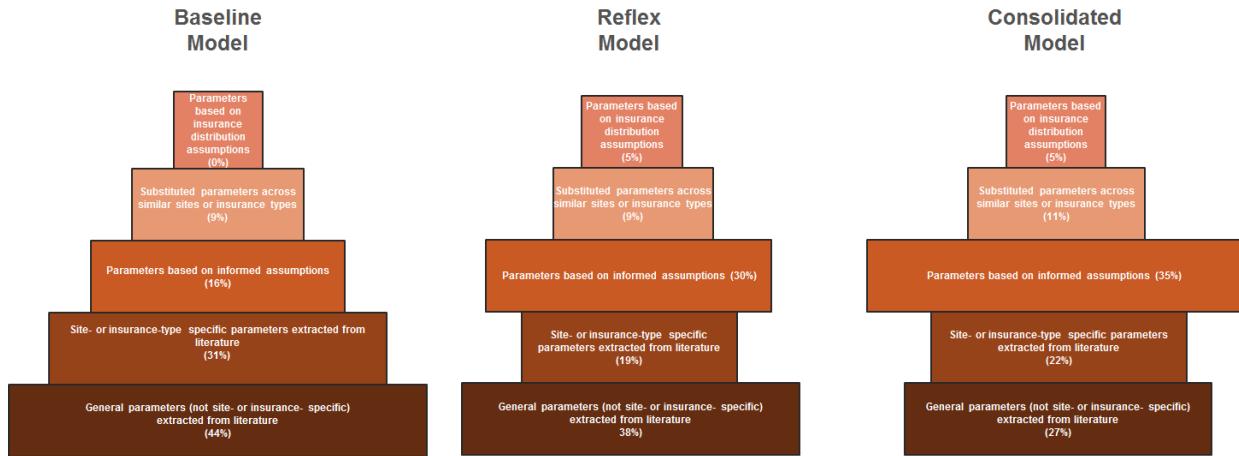 Baseline
Model
Parameters
based on
insurance
distribution
assumptions
(0%)
Substituted parameters across
similar sites or insurance types
(9%)
Parameters based on informed assumptions
(16%)
Site- or insurance-type specific parameters extracted from
literature
(31%)
General parameters (not site- or insurance- specific)
extracted from literature
(44%)
Reflex
Model
Parameters based
on insurance
distribution
assumptions
(5%)
Substituted parameters across
similar sites or insurance types
(9%)
Parameters based on informed assumptions (30%)
Site- or insurance-type specific
parameters extracted from literature
(19%)
General parameters (not site- or insurance- specific)
extracted from literature
38%)
Consolidated
Model
Parameters based
on insurance
distribution
assumptions
(5%)
Substituted parameters across
similar sites or insurance types
(11%)
Parameters based on informed assumptions (35%)
Site- or insurance-type specific parameters
extracted from literature
(22%)
General parameters (not site- or insurance- specific)
extracted from literature
(27%)